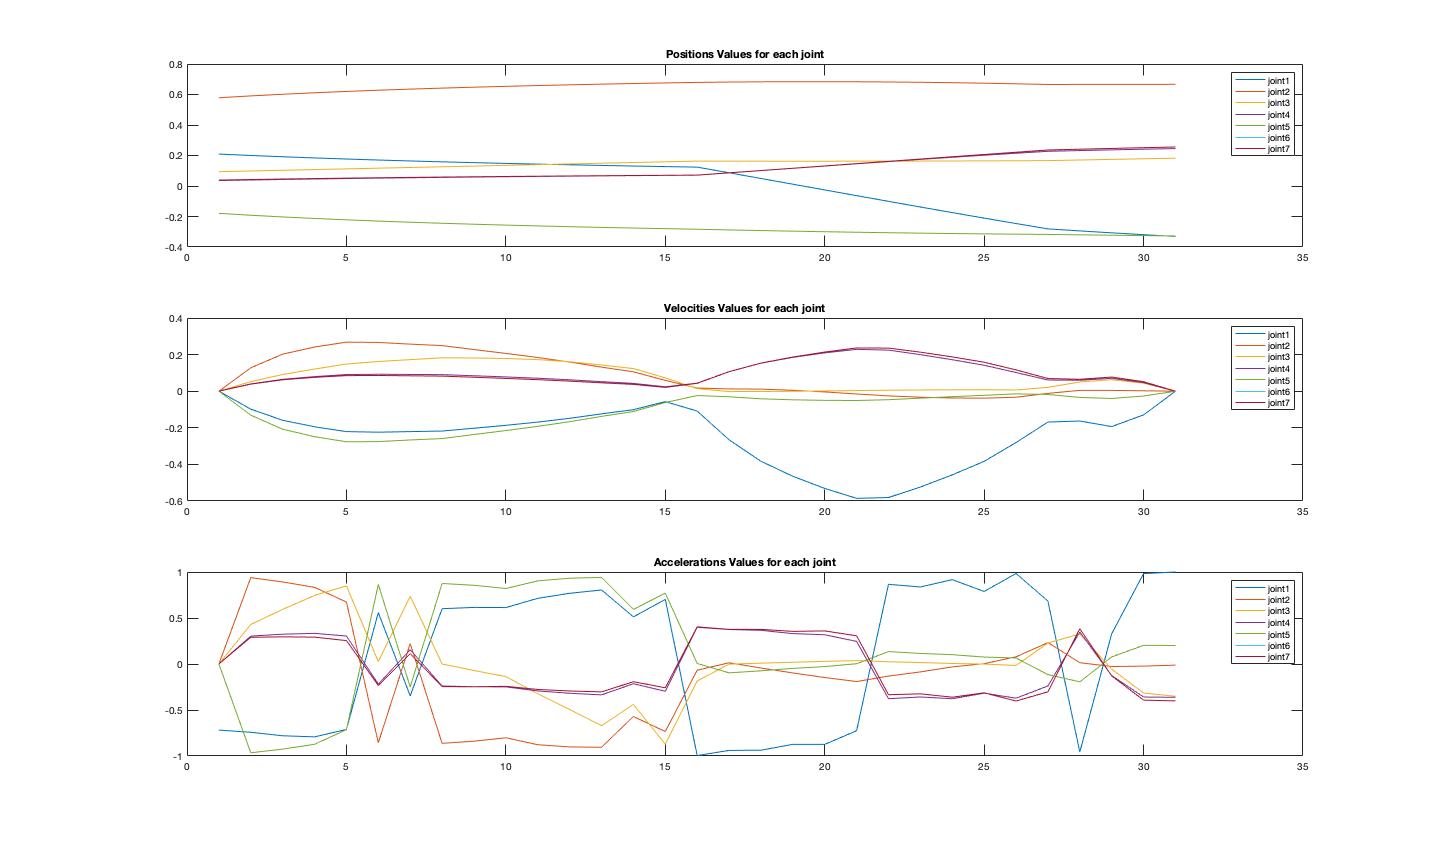 Positions Values for each joint
0.8
0.6
0.4
0.2
0
-0.2
-0.4
0 5 10 15 20 25 30 35
joint1
joint2
joint3
joint4
joint5
joint6
joint7
Velocities Values for each joint
0.4
0.2
0
-0.2
-0.4
-0.6
0 5 10 15 20 25 30 35
joint1
joint2
joint3
joint4
joint5
joint6
joint7
Accelerations Values for each joint
1
0.5
0
-0.5
-1
0 5 10 15 20 25 30 35
joint1
joint2
joint3
joint4
joint5
joint6
joint7